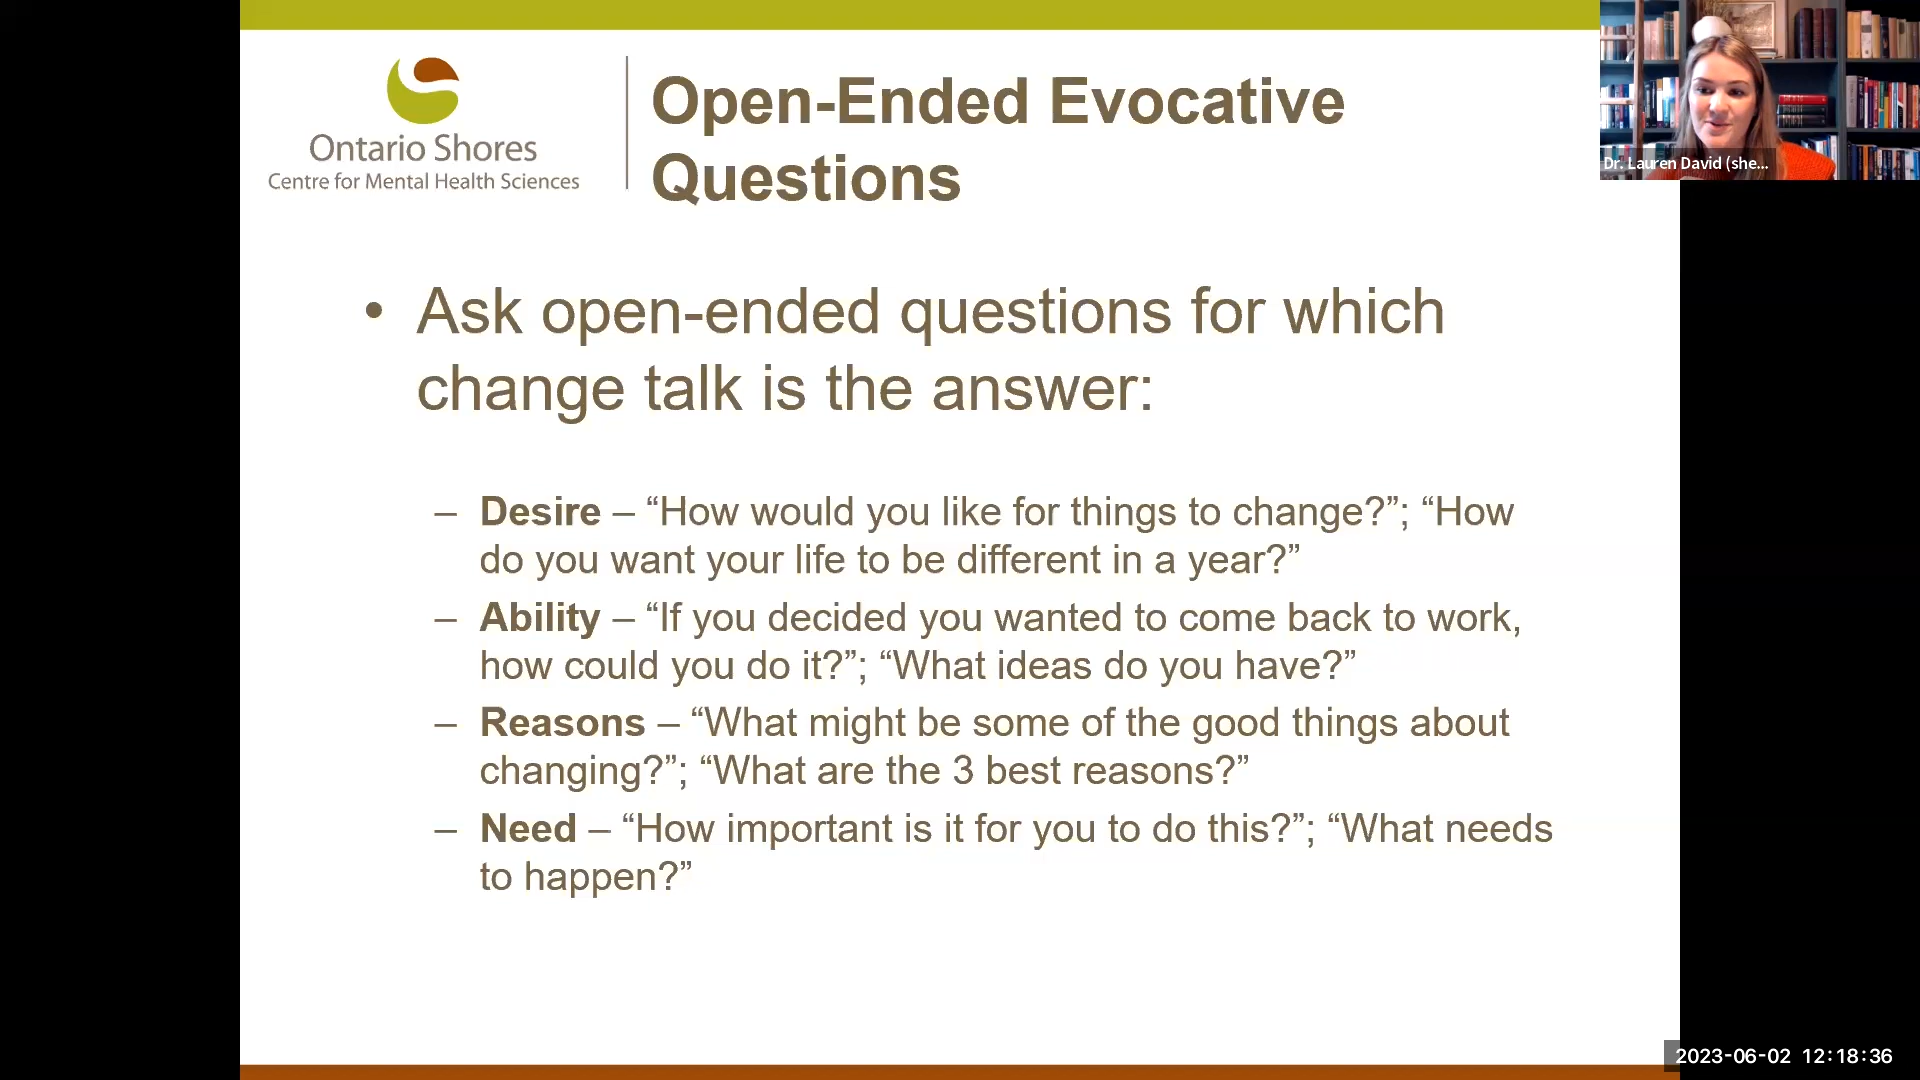 Ontario Shores
Centre for Mental Health Sciences
Open-Ended Evocative
Questions
Dr. Lauren David (she...
• Ask open-ended questions for which
change talk is the answer:
– Desire – “How would you like for things to change?”; “How
do you want your life to be different in a year?”
– Ability – “If you decided you wanted to come back to work,
how could you do it?”; “What ideas do you have?”
– Reasons – “What might be some of the good things about
changing?”; “What are the 3 best reasons?”
– Need – “How important is it for you to do this?”; “What needs
to happen?”
2023-06-02 12:18:36